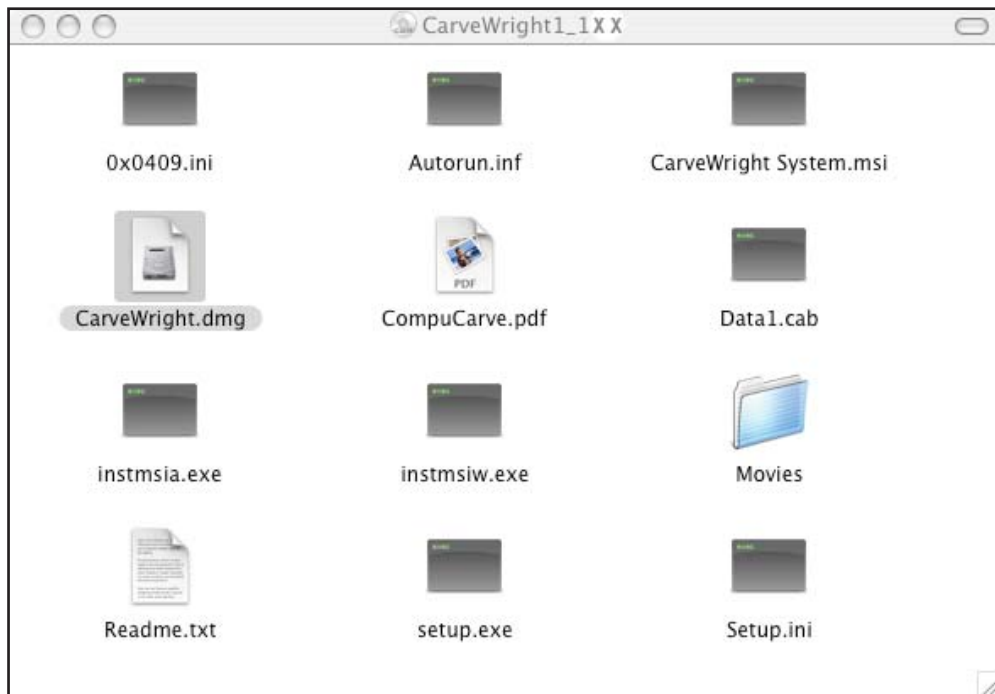 CarveWright1_1XX
0x0409.ini
Autorun.inf
CarveWright System.msi
CarveWright.dmg
PDF
CompuCarve.pdf
Data1.cab
instmsia.exe
instmsiw.exe
Movies
Readme.txt
setup.exe
Setup.ini